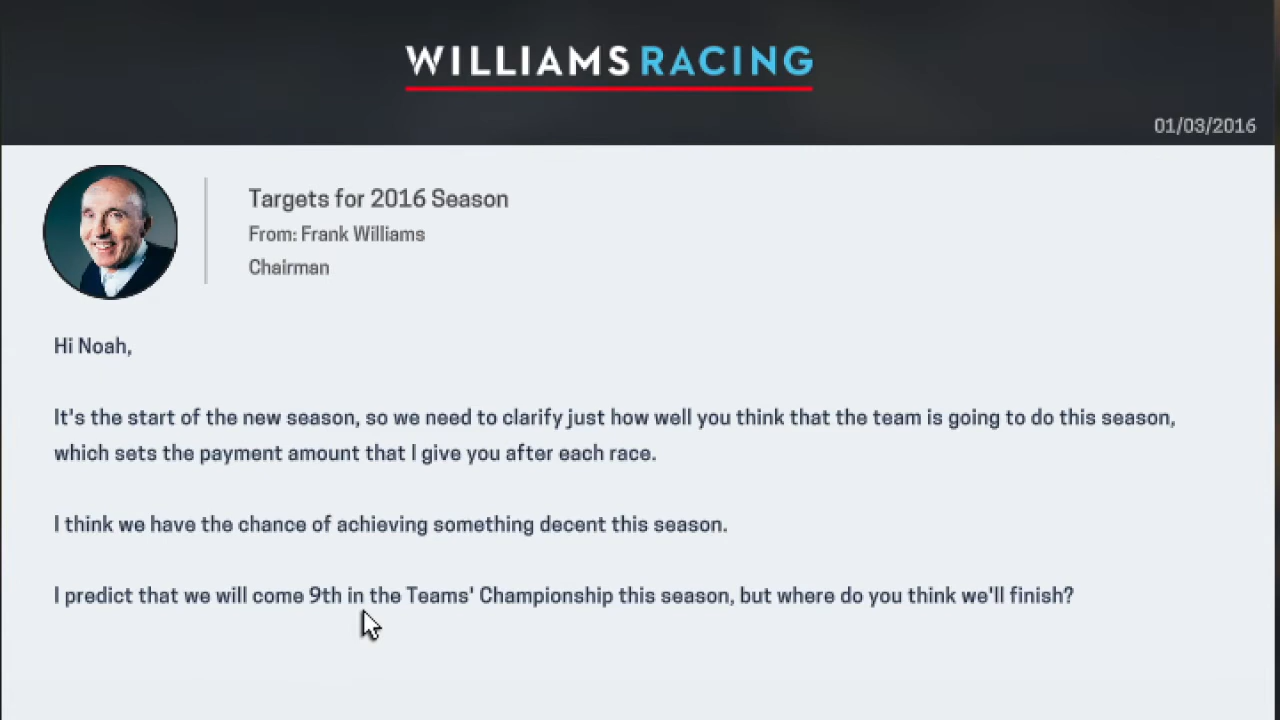 WILLIAMS RACING
01/03/2016
Targets for 2016 Season
From: Frank Williams
Chairman
Hi Noah,
It's the start of the new season, so we need to clarify just how well you think that the team is going to do this season,
which sets the payment amount that I give you after each race.
I think we have the chance of achieving something decent this season.
I predict that we will come 9th in the Teams' Championship this season, but where do you think we'll finish?